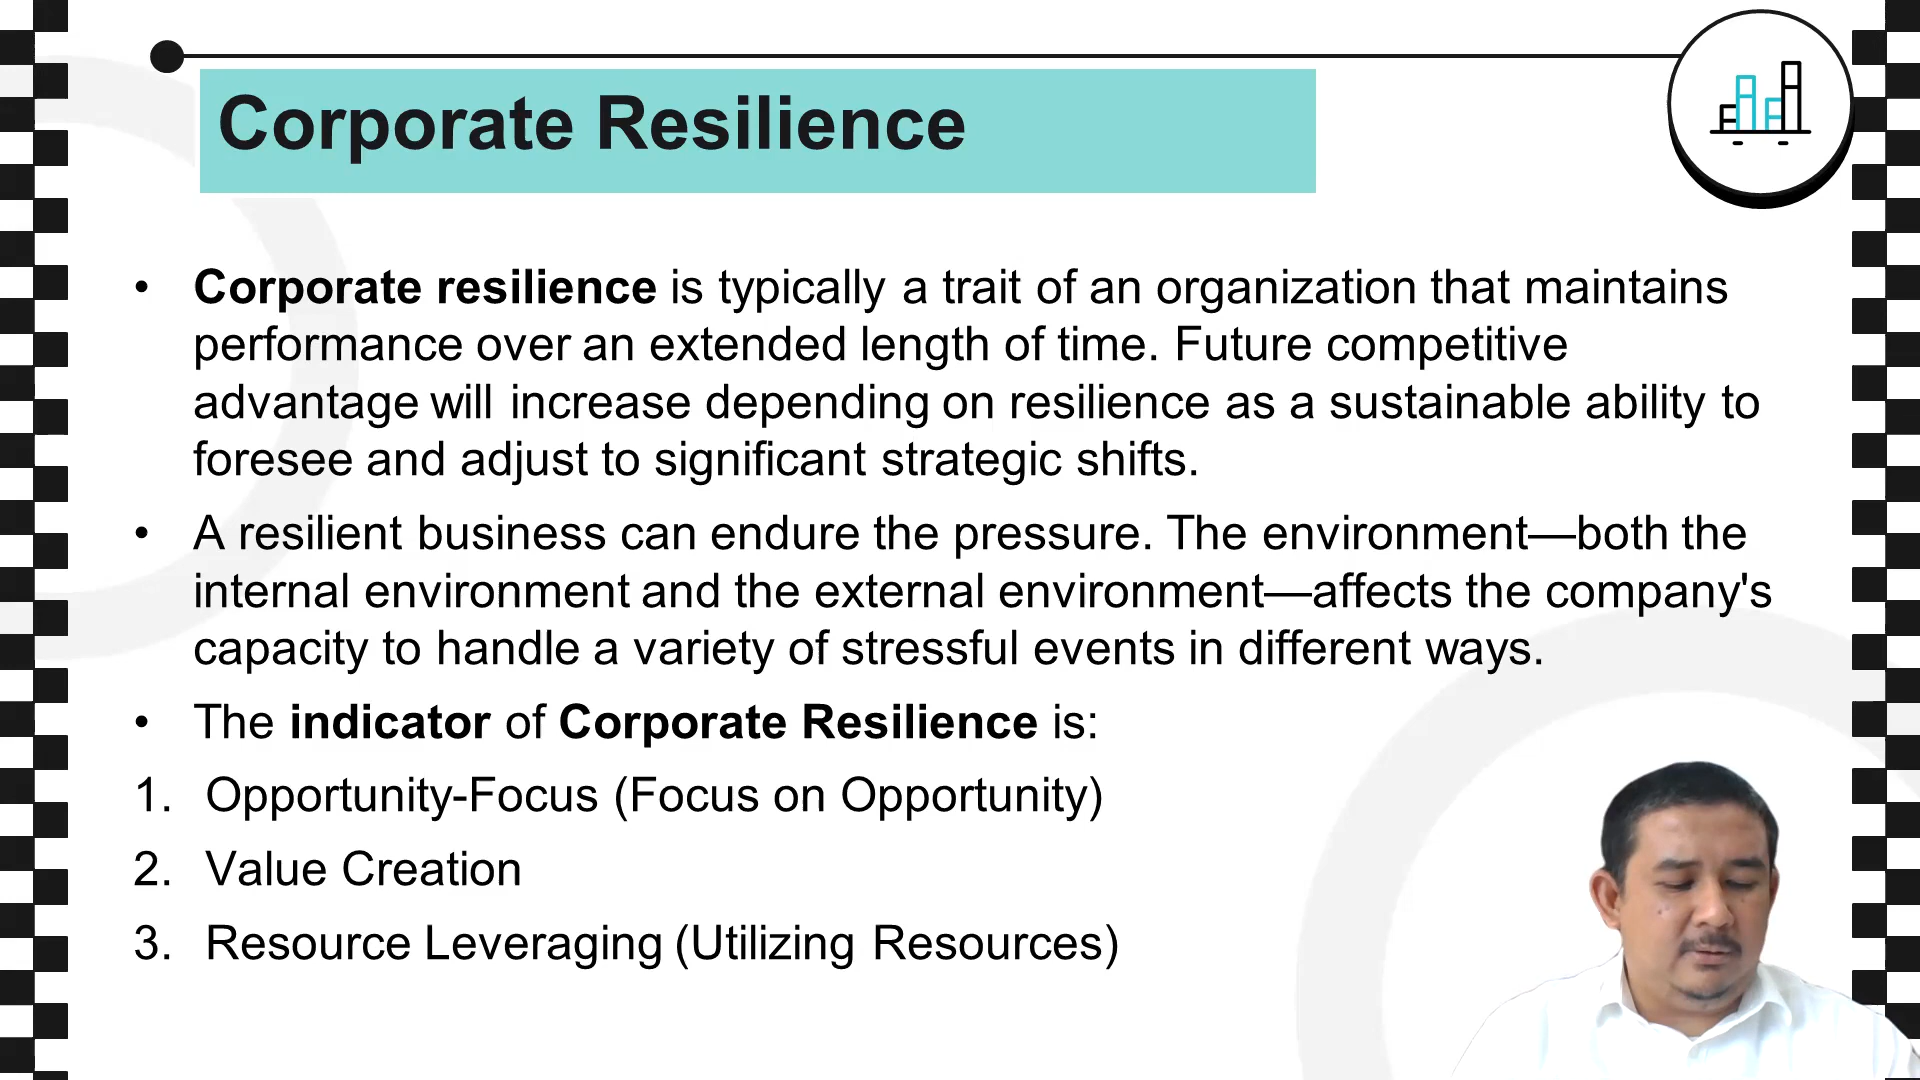 Corporate Resilience
• Corporate resilience is typically a trait of an organization that maintains
performance over an extended length of time. Future competitive
advantage will increase depending on resilience as a sustainable ability to
foresee and adjust to significant strategic shifts.
• A resilient business can endure the pressure. The environment—both the
internal environment and the external environment—affects the company's
capacity to handle a variety of stressful events in different ways.
• The indicator of Corporate Resilience is:
1. Opportunity-Focus (Focus on Opportunity)
2. Value Creation
3. Resource Leveraging (Utilizing Resources)